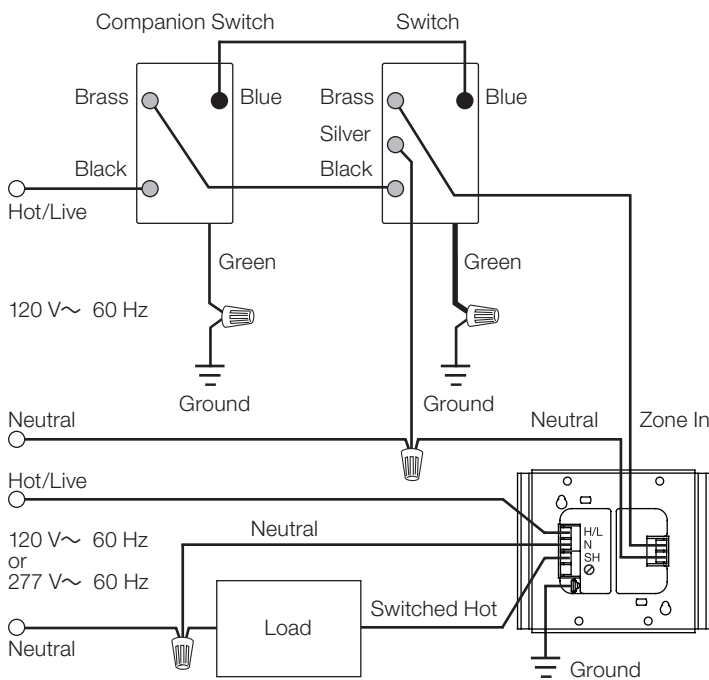 Companion Switch
Switch
Brass
Blue
Brass
Blue
Silver
Black
Black
Hot/Live
Green
Green
120 V~ 60 Hz
Ground
Ground
Neutral
Neutral
Zone In
Hot/Live
Neutral
H/L
N
SH
120 V~ 60 Hz
or
277 V~ 60 Hz
Load
Switched Hot
Neutral
Ground